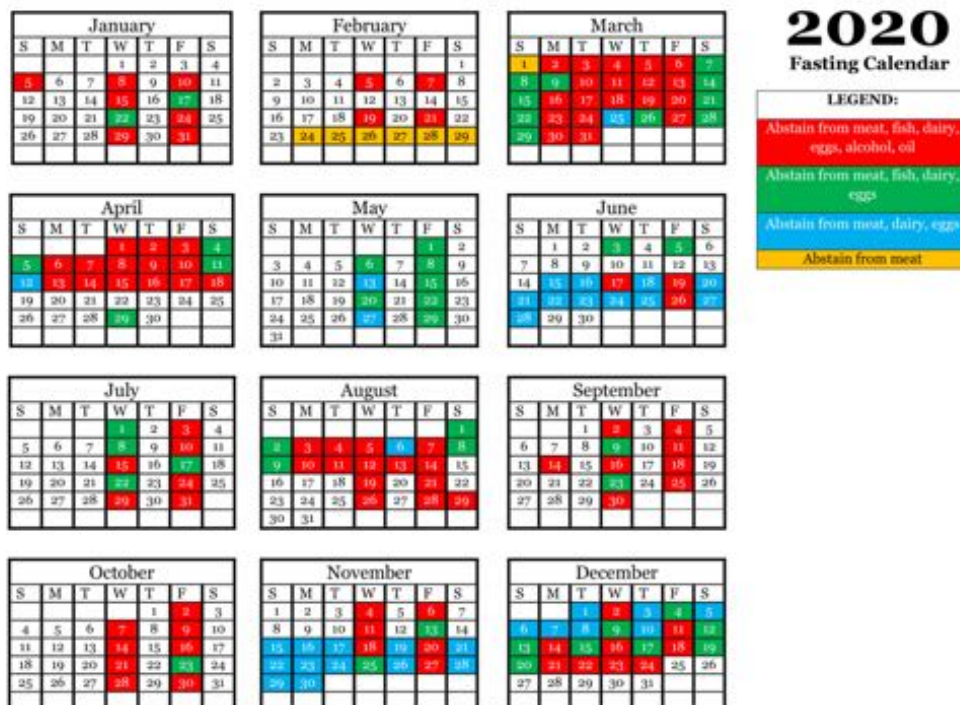 2020
Fasting Calendar
LEGEND:
Abstain from meat, fish, dairy,
eggs, alcohol, oil
Abstain from meat, fish, dairy,
eggs
Abstain from meat, dairy, eggs
Abstain from meat
January
S M T W T F S
1 2 3 4
5 6 7 8 9 10 11
12 13 14 15 16 17 18
19 20 21 22 23 24 25
26 27 28 29 30 31
February
S M T W T F S
1
2 3 4 5 6 7 8
9 10 11 12 13 14 15
16 17 18 19 20 21 22
23 24 25 26 27 28 29
March
S M T W T F S
1 2 3 4 5 6 7
8 9 10 11 12 13 14
15 16 17 18 19 20 21
22 23 24 25 26 27 28
29 30 31
April
S M T W T F S
1 2 3 4
5 6 7 8 9 10 11
12 13 14 15 16 17 18
19 20 21 22 23 24 25
26 27 28 29 30
May
S M T W T F S
1 2
3 4 5 6 7 8 9
10 11 12 13 14 15 16
17 18 19 20 21 22 23
24 25 26 27 28 29 30
31
June
S M T W T F S
1 2 3 4 5 6
7 8 9 10 11 12 13
14 15 16 17 18 19 20
21 22 23 24 25 26 27
28 29 30
July
S M T W T F S
1 2 3 4
5 6 7 8 9 10 11
12 13 14 15 16 17 18
19 20 21 22 23 24 25
26 27 28 29 30 31
August
S M T W T F S
1
2 3 4 5 6 7 8
9 10 11 12 13 14 15
16 17 18 19 20 21 22
23 24 25 26 27 28 29
30 31
September
S M T W T F S
1 2 3 4 5
6 7 8 9 10 11 12
13 14 15 16 17 18 19
20 21 22 23 24 25 26
27 28 29 30
October
S M T W T F S
1 2 3
4 5 6 7 8 9 10
11 12 13 14 15 16 17
18 19 20 21 22 23 24
25 26 27 28 29 30 31
November
S M T W T F S
1 2 3 4 5 6 7
8 9 10 11 12 13 14
15 16 17 18 19 20 21
22 23 24 25 26 27 28
29 30
December
S M T W T F S
1 2 3 4 5
6 7 8 9 10 11 12
13 14 15 16 17 18 19
20 21 22 23 24 25 26
27 28 29 30 31